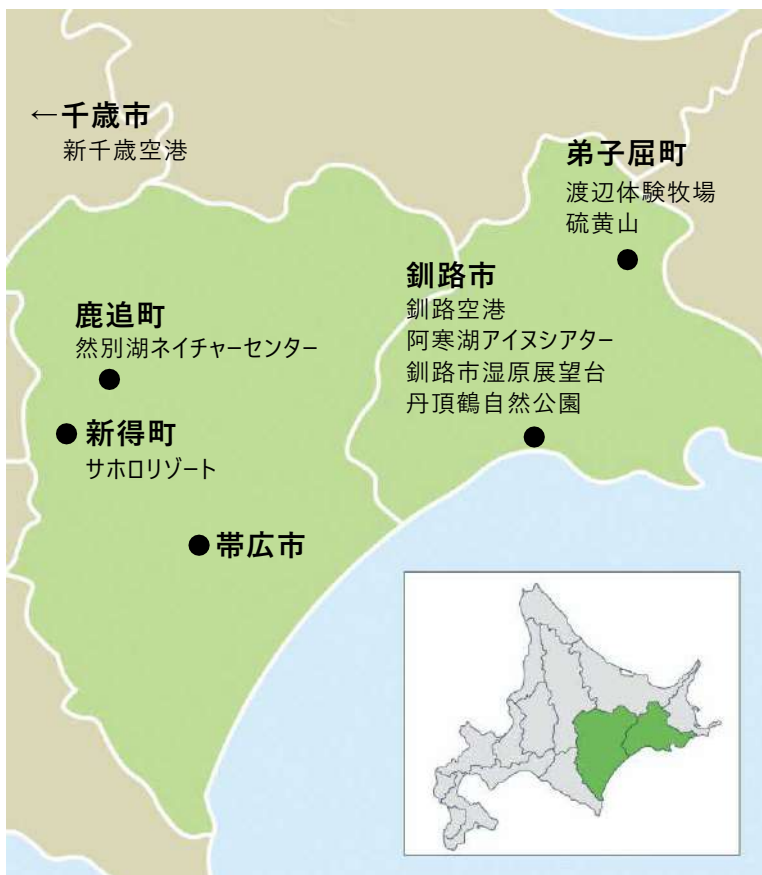 ←千歳市
新千歳空港
弟子屈町
渡辺体験牧場
硫黄山
釧路市
釧路空港
阿寒湖アイヌシアター
釧路市湿原展望台
丹頂鶴自然公園
鹿追町
然別湖ネイチャーセンター
新得町
サホロリゾート
帯広市